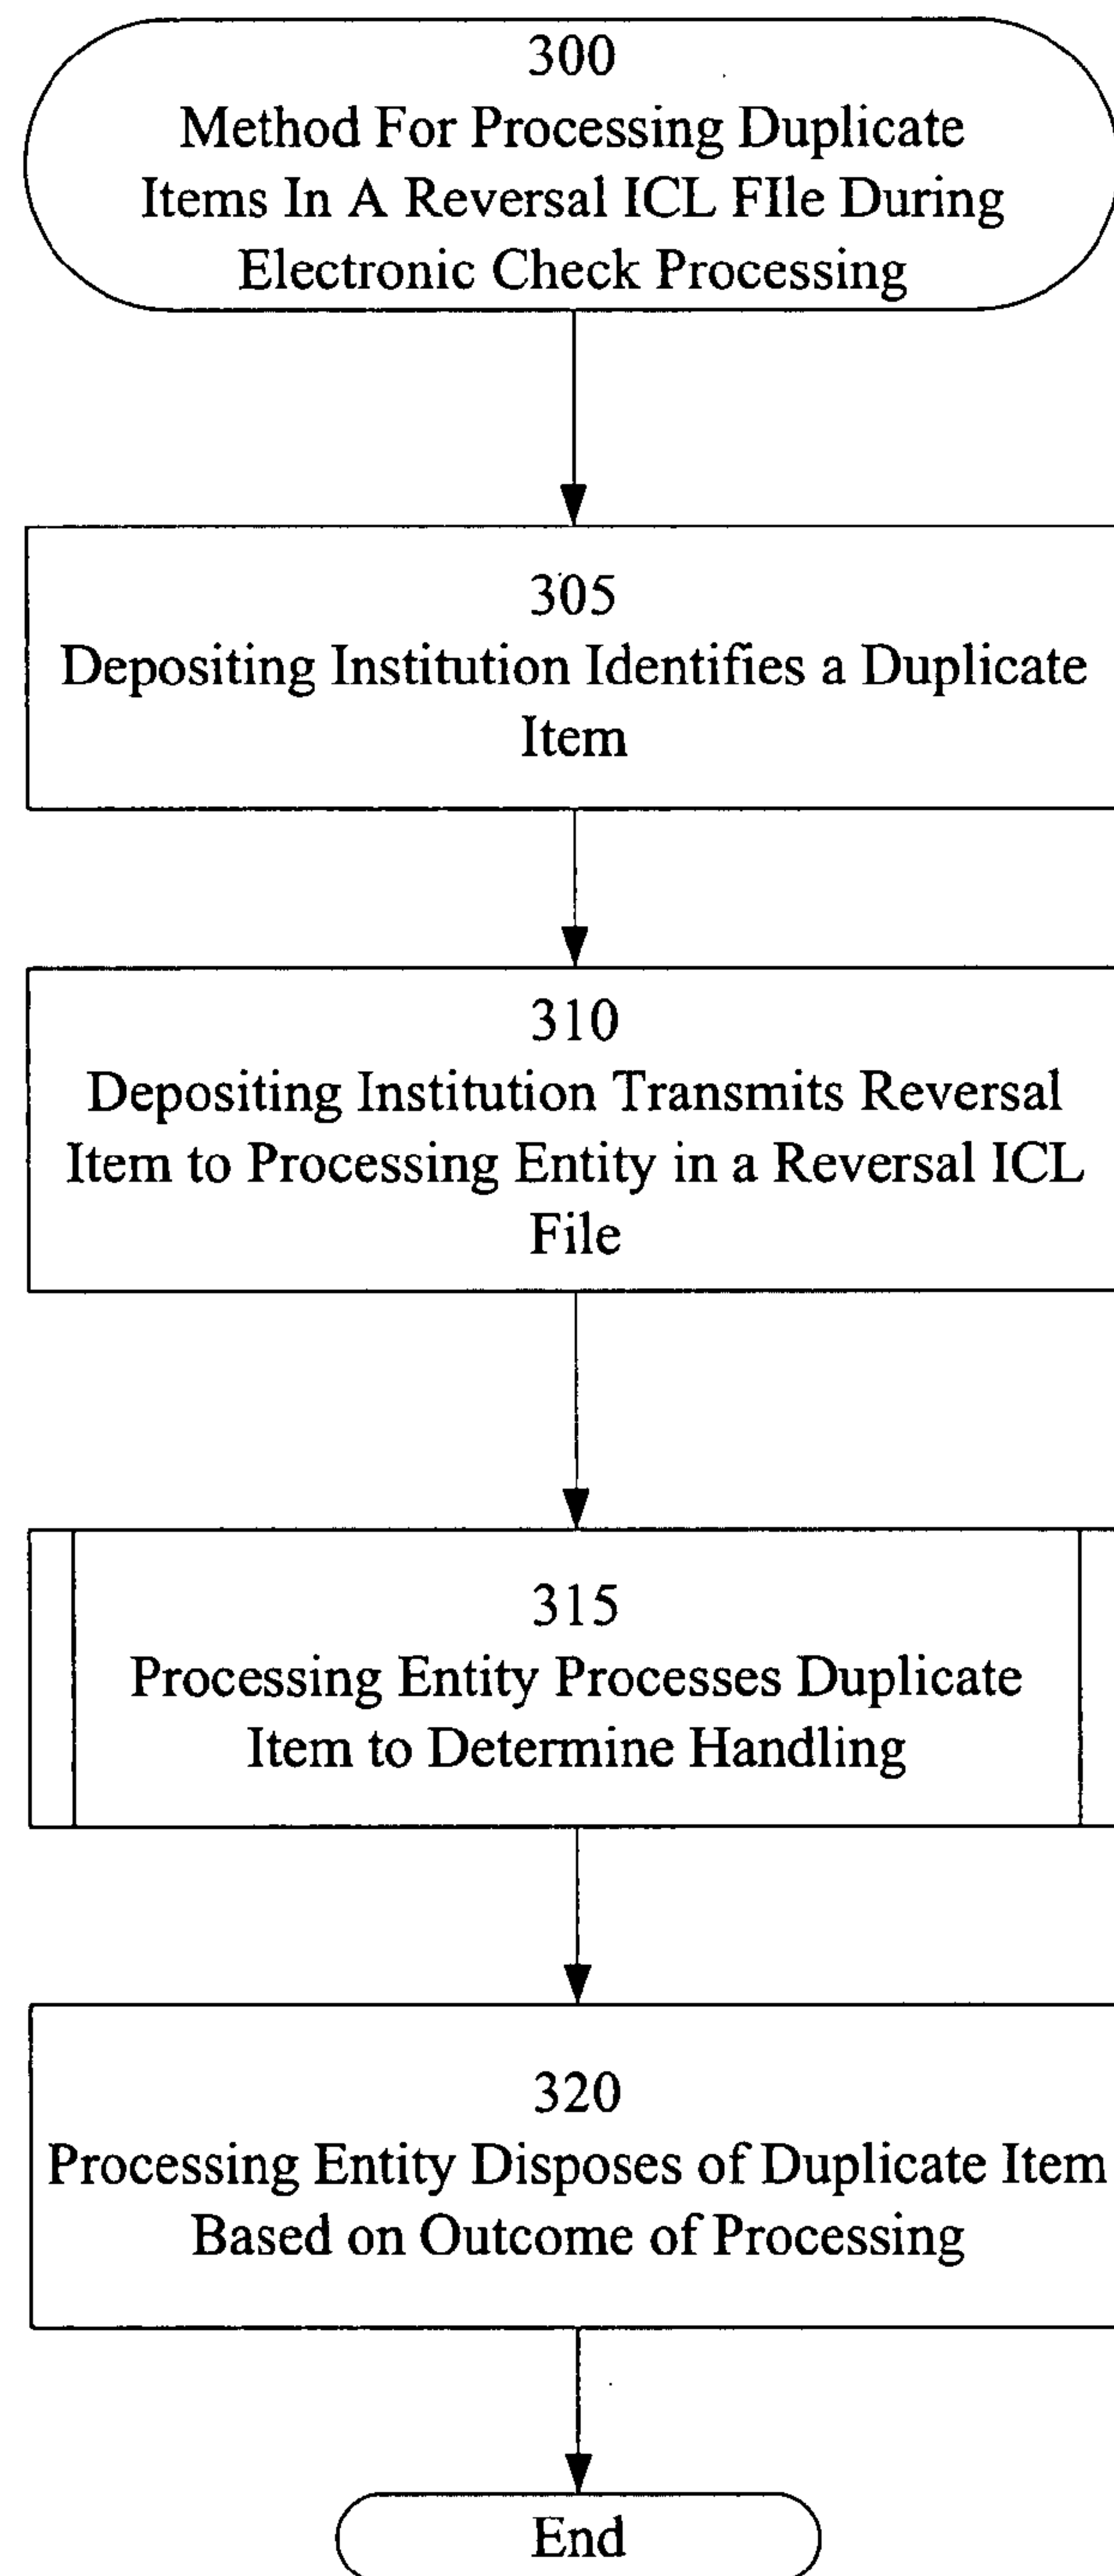 300
Method For Processing Duplicate
Items In A Reversal ICL FIle During
Electronic Check Processing
305
Depositing Institution Identifies a Duplicate
Item
310
Depositing Institution Transmits Reversal
Item to Processing Entity in a Reversal ICL
File
315
Processing Entity Processes Duplicate
Item to Determine Handling
320
Processing Entity Disposes of Duplicate Item
Based on Outcome of Processing
End